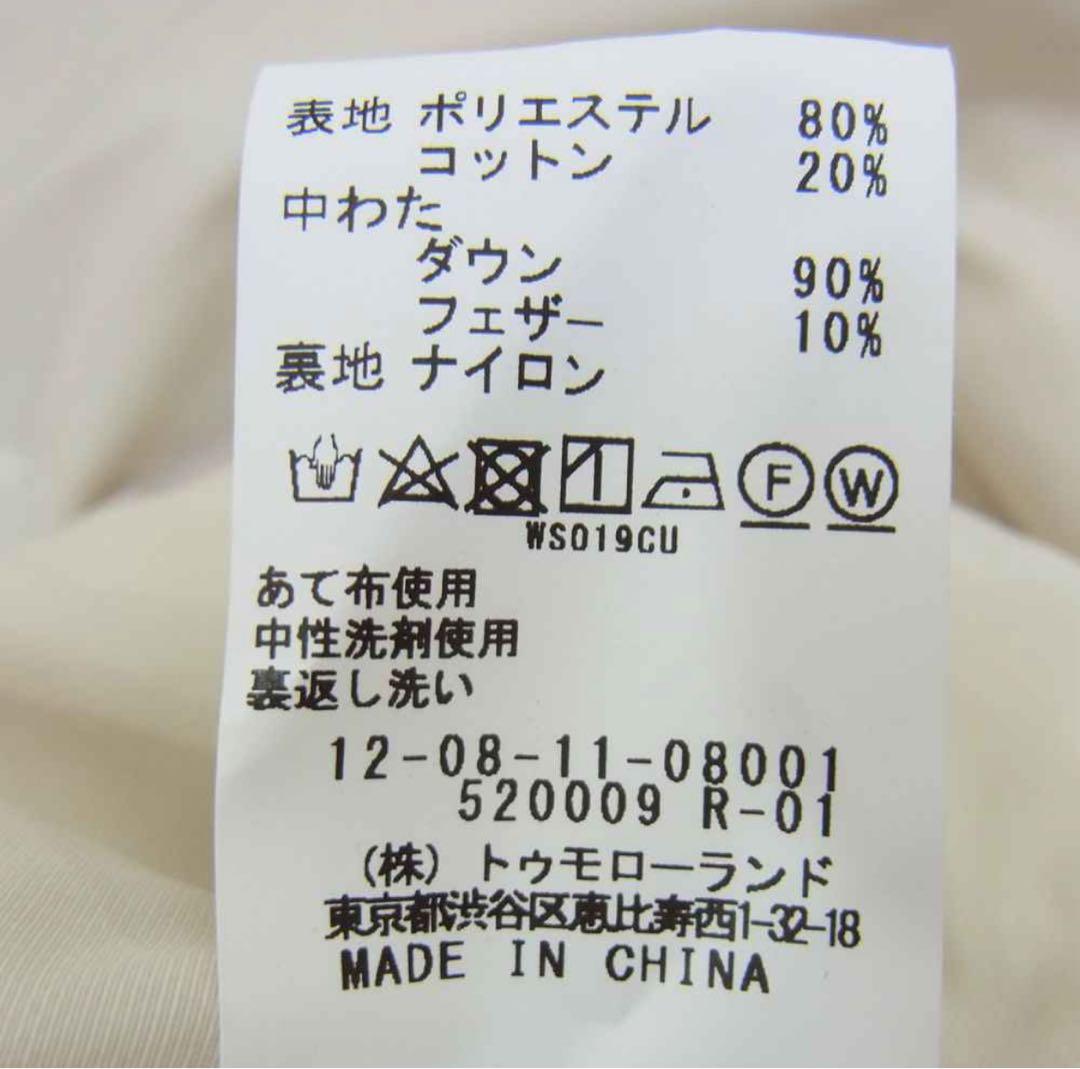 表地 ポリエステル 80%
コットン 20%
中わた
ダウン 90%
フェザー 10%
裏地 ナイロン
F W
WS019CU
あて布使用
中性洗剤使用
裏返し洗い
12-08-11-08001
520009 R-01
(株) トゥモローランド
東京都渋谷区恵比寿西1-32-18
MADE IN CHINA